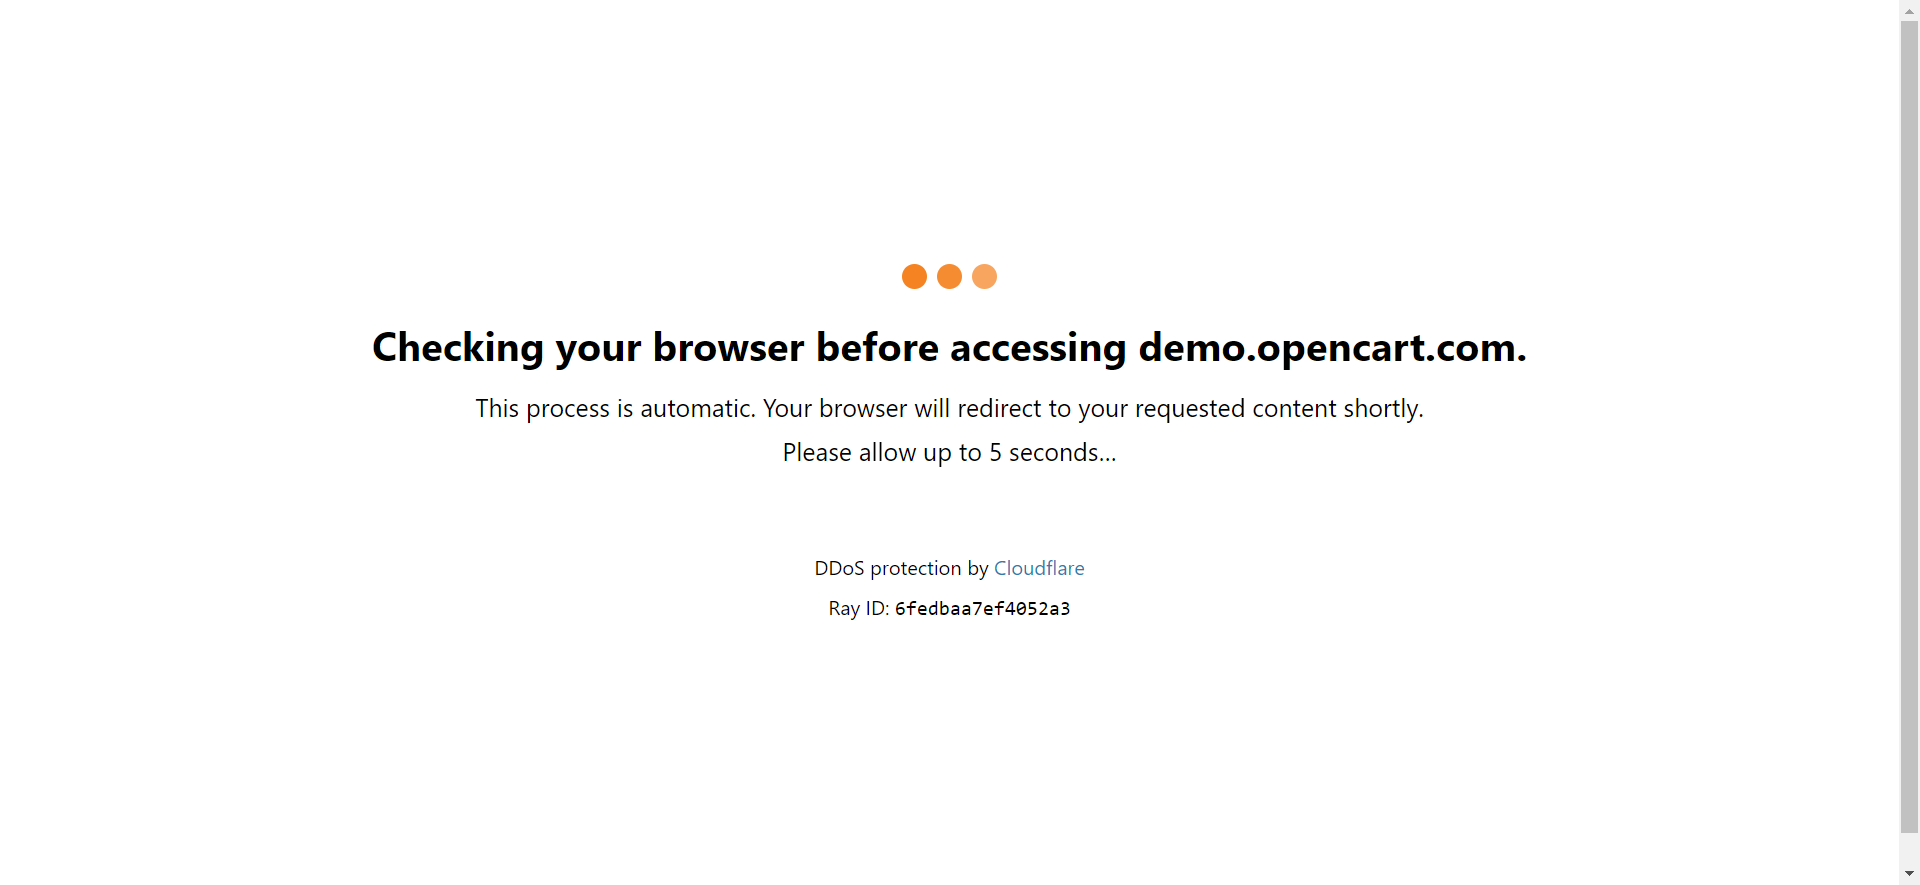 Checking your browser before accessing demo.opencart.com.
This process is automatic. Your browser will redirect to your requested content shortly.
Please allow up to 5 seconds...
DDoS protection by Cloudflare
Ray ID: 6fedbaa7ef4052a3